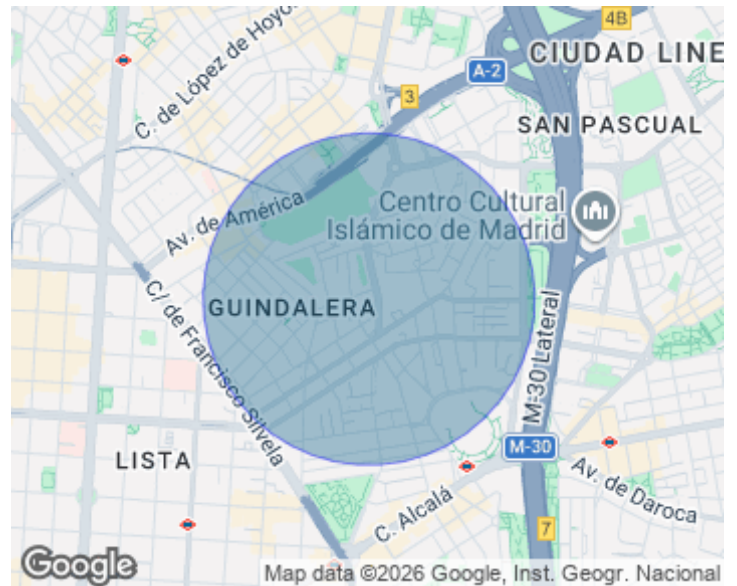 4B
CIUDAD LINE
A-2
C. de López de Hoyo
3
SAN PASCUAL
Centro Cultural
Islámico de Madrid
Av. de América
GUINDALERA
C/ de Francisco Silvela
M-30 Lateral
M-30
LISTA
Av. de Daroca
C. Alcalá
7
Google
Map data ©2026 Google, Inst. Geogr. Nacional